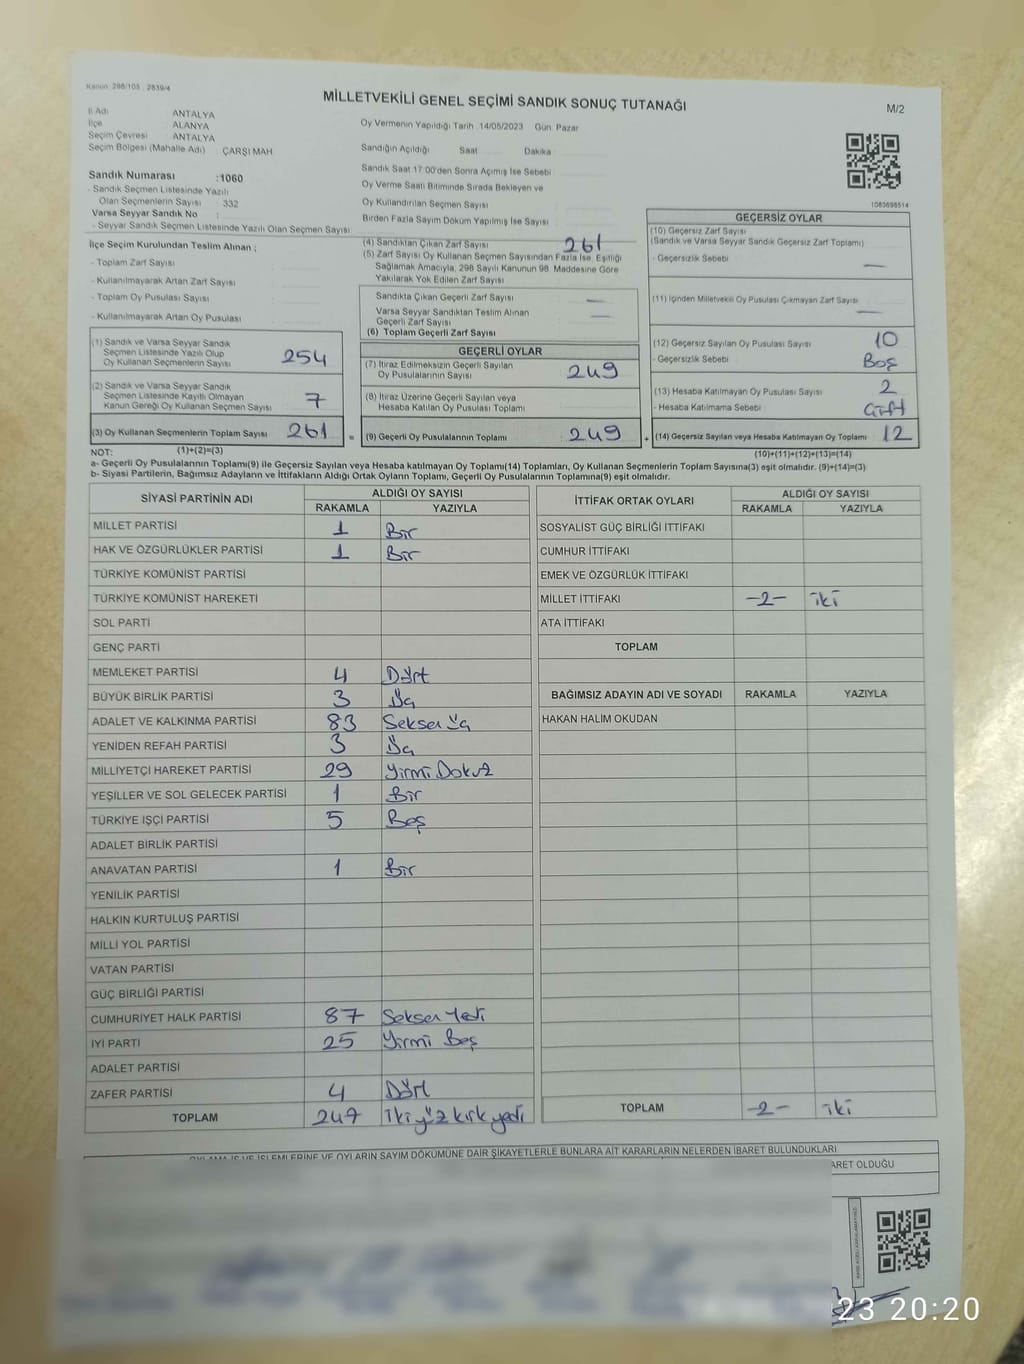 Kanun: 298/105 , 2839/4
MİLLETVEKİLİ GENEL SEÇİMİ SANDIK SONUÇ TUTANAĞI
M/2
İl Adı ANTALYA
İlçe ALANYA
Seçim Çevresi : ANTALYA
Seçim Bölgesi (Mahalle Adı) : ÇARŞI MAH
Sandık Numarası :1060
- Sandık Seçmen Listesinde Yazılı
Olan Seçmenlerin Sayısı : 332
Varsa Seyyar Sandık No :
- Seyyar Sandık Seçmen Listesinde Yazılı Olan Seçmen Sayısı
Oy Vermenin Yapıldığı Tarih :14/05/2023 Gün: Pazar
Sandığın Açıldığı Saat Dakika
Sandık Saat 17:00'den Sonra Açımış İse Sebebi
Oy Verme Saati Bitiminde Sırada Bekleyen ve
Oy Kullandırılan Seçmen Sayısı
Birden Fazla Sayım Döküm Yapılmış İse Sayısı
1083698514
İlçe Seçim Kurulundan Teslim Alınan ;
- Toplam Zarf Sayısı
- Kullanılmayarak Artan Zarf Sayısı
- Toplam Oy Pusulası Sayısı
- Kullanılmayarak Artan Oy Pusulası
(1) Sandık ve Varsa Seyyar Sandık
Seçmen Listesinde Yazılı Olup
Oy Kullanan Seçmenlerin Sayısı 254
(2) Sandık ve Varsa Seyyar Sandık
Seçmen Listesinde Kayıtlı Olmayan
Kanun Gereği Oy Kullanan Seçmen Sayısı 7
(3) Oy Kullanan Seçmenlerin Toplam Sayısı 261
(1)+(2)=(3)
(4) Sandıktan Çıkan Zarf Sayısı 261
(5) Zarf Sayısı Oy Kullanan Seçmen Sayısından Fazla İse, Eşitliği
Sağlamak Amacıyla, 298 Sayılı Kanunun 98. Maddesine Göre
Yakılarak Yok Edilen Zarf Sayısı
Sandıkta Çıkan Geçerli Zarf Sayısı —
Varsa Seyyar Sandıktan Teslim Alınan
Geçerli Zarf Sayısı —
(6) Toplam Geçerli Zarf Sayısı
GEÇERLİ OYLAR
(7) İtiraz Edilmeksizin Geçerli Sayılan
Oy Pusulalarının Sayısı 249
(8) İtiraz Üzerine Geçerli Sayılan veya
Hesaba Katılan Oy Pusulası Toplamı
= (9) Geçerli Oy Pusulalarının Toplamı 249
GEÇERSİZ OYLAR
(10) Geçersiz Zarf Sayısı
(Sandık ve Varsa Seyyar Sandık Geçersiz Zarf Toplamı)
- Geçersizlik Sebebi —
(11) İçinden Milletvekili Oy Pusulası Çıkmayan Zarf Sayısı —
(12) Geçersiz Sayılan Oy Pusulası Sayısı 10
- Geçersizlik Sebebi Boş
(13) Hesaba Katılmayan Oy Pusulası Sayısı 2
- Hesaba Katılmama Sebebi Çift
+ (14) Geçersiz Sayılan veya Hesaba Katılmayan Oy Toplamı 12
(10)+(11)+(12)+(13)=(14)
NOT:
a- Geçerli Oy Pusulaları Toplamı(9) ile Geçersiz Sayılan veya Hesaba katılmayan Oy Toplamı(14) Toplamları, Oy Kullanan Seçmenlerin Toplam Sayısına(3) eşit olmalıdır. (9)+(14)=(3)
b- Siyasi Partilerin, Bağımsız Adayların ve İttifakların Aldığı Ortak Oyların Toplamı, Geçerli Oy Pusulalarının Toplamına(9) eşit olmalıdır.
SİYASİ PARTİNİN ADI ALDIĞI OY SAYISI
RAKAMLA YAZIYLA
MİLLET PARTİSİ 1 Bir
HAK VE ÖZGÜRLÜKLER PARTİSİ 1 Bir
TÜRKİYE KOMÜNİST PARTİSİ
TÜRKİYE KOMÜNİST HAREKETİ
SOL PARTİ
GENÇ PARTİ
MEMLEKET PARTİSİ 4 Dört
BÜYÜK BİRLİK PARTİSİ 3 Üç
ADALET VE KALKINMA PARTİSİ 83 Seksen Üç
YENİDEN REFAH PARTİSİ 3 Üç
MİLLİYETÇİ HAREKET PARTİSİ 29 Yirmi Dokuz
YEŞİLLER VE SOL GELECEK PARTİSİ 1 Bir
TÜRKİYE İŞÇİ PARTİSİ 5 Beş
ADALET BİRLİK PARTİSİ
ANAVATAN PARTİSİ 1 Bir
YENİLİK PARTİSİ
HALKIN KURTULUŞ PARTİSİ
MİLLİ YOL PARTİSİ
VATAN PARTİSİ
GÜÇ BİRLİĞİ PARTİSİ
CUMHURİYET HALK PARTİSİ 87 Seksen Yedi
İYİ PARTİ 25 Yirmi Beş
ADALET PARTİSİ
ZAFER PARTİSİ 4 Dört
TOPLAM 247 İki yüz kırk yedi
İTTİFAK ORTAK OYLARI ALDIĞI OY SAYISI
RAKAMLA YAZIYLA
SOSYALİST GÜÇ BİRLİĞİ İTTİFAKI
CUMHUR İTTİFAKI
EMEK VE ÖZGÜRLÜK İTTİFAKI
MİLLET İTTİFAKI -2- iki
ATA İTTİFAKI
TOPLAM
BAĞIMSIZ ADAYIN ADI VE SOYADI RAKAMLA YAZIYLA
HAKAN HALİM OKUDAN
TOPLAM -2- iki
OYLAMA İŞ VE İŞLEMLERİNE VE OYLARIN SAYIM DÖKÜMÜNE DAİR ŞİKAYETLERLE BUNLARA AİT KARARLARIN NELERDEN İBARET BULUNDUKLARI
ARET OLDUĞU
23 20:20